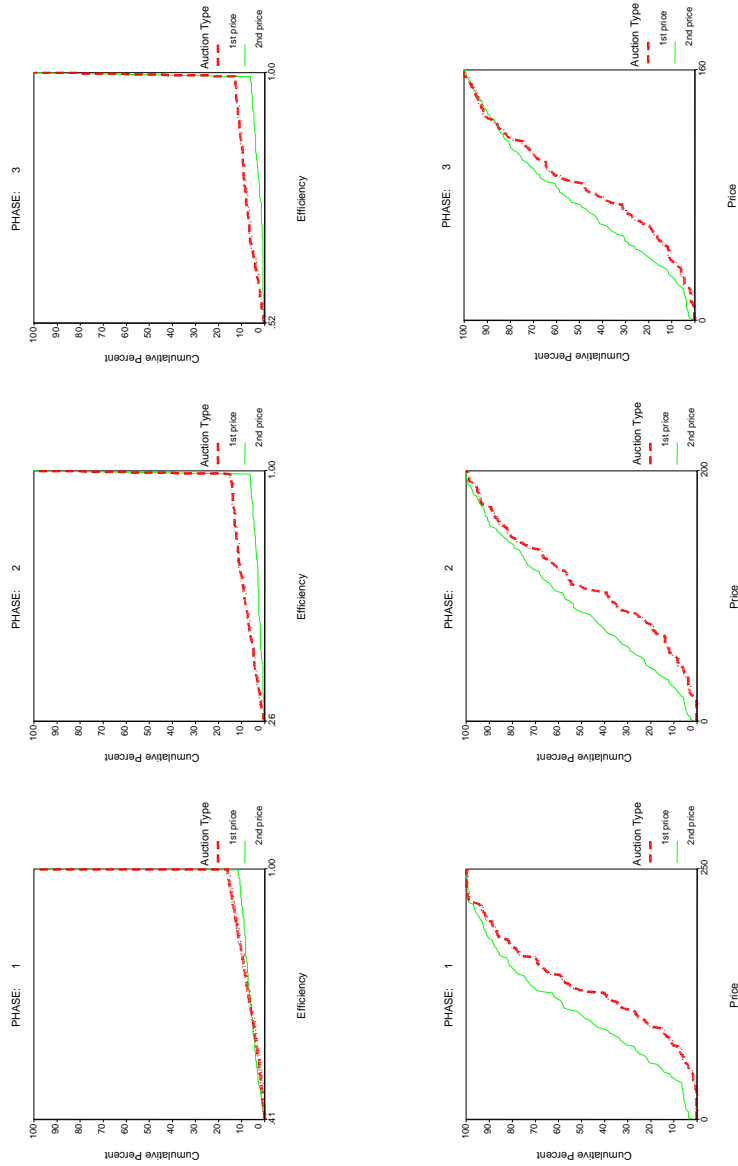 PHASE: 1
Cumulative Percent
100
90
80
70
60
50
40
30
20
10
0
.41
1.00
Efficiency
Auction Type
1st price
2nd price
PHASE: 2
Cumulative Percent
100
90
80
70
60
50
40
30
20
10
0
.26
1.00
Efficiency
Auction Type
1st price
2nd price
PHASE: 3
Cumulative Percent
100
90
80
70
60
50
40
30
20
10
0
.52
1.00
Efficiency
Auction Type
1st price
2nd price
PHASE: 1
Cumulative Percent
100
90
80
70
60
50
40
30
20
10
0
0
250
Price
Auction Type
1st price
2nd price
PHASE: 2
Cumulative Percent
100
90
80
70
60
50
40
30
20
10
0
0
200
Price
Auction Type
1st price
2nd price
PHASE: 3
Cumulative Percent
100
90
80
70
60
50
40
30
20
10
0
0
160
Price
Auction Type
1st price
2nd price